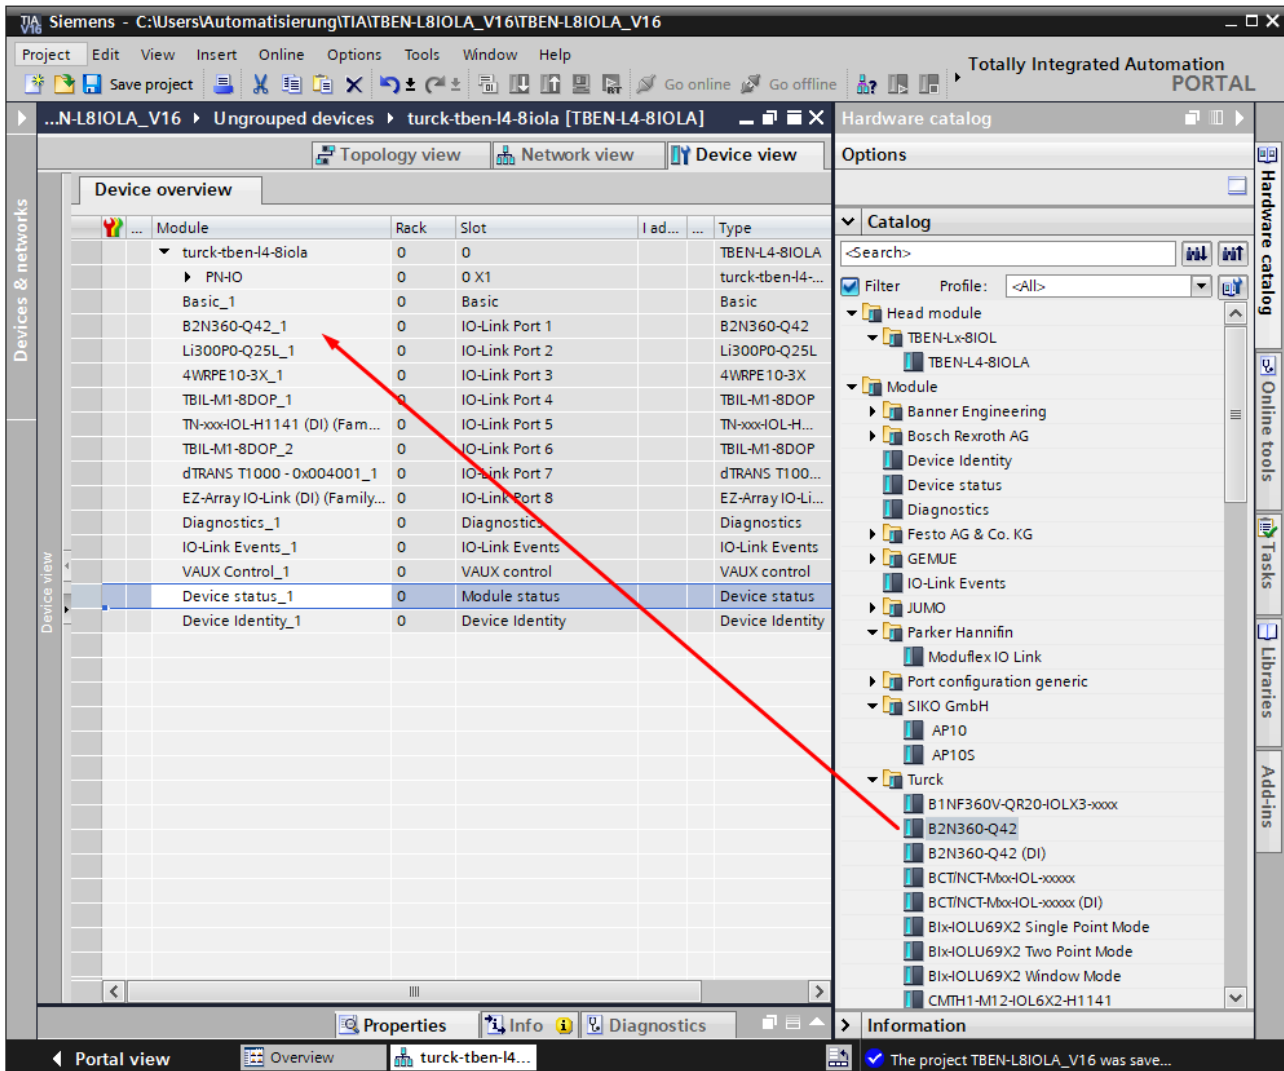 TIA V16 Siemens - C:\Users\Automatisierung\TIA\TBEN-L8IOLA_V16\TBEN-L8IOLA_V16
Project Edit View Insert Online Options Tools Window Help
Totally Integrated Automation
PORTAL
Save project Go online Go offline
...N-L8IOLA_V16 Ungrouped devices turck-tben-l4-8iola [TBEN-L4-8IOLA]
Topology view Network view Device view
Device overview
... Module Rack Slot I ad... ... Type
turck-tben-l4-8iola 0 0 TBEN-L4-8IOLA
PN-IO 0 0 X1 turck-tben-l4-...
Basic_1 0 Basic Basic
B2N360-Q42_1 0 IO-Link Port 1 B2N360-Q42
Li300P0-Q25L_1 0 IO-Link Port 2 Li300P0-Q25L
4WRPE10-3X_1 0 IO-Link Port 3 4WRPE10-3X
TBIL-M1-8DOP_1 0 IO-Link Port 4 TBIL-M1-8DOP
TN-xxx-IOL-H1141 (DI) (Fam... 0 IO-Link Port 5 TN-xxx-IOL-H...
TBIL-M1-8DOP_2 0 IO-Link Port 6 TBIL-M1-8DOP
dTRANS T1000 - 0x004001_1 0 IO-Link Port 7 dTRANS T100...
EZ-Array IO-Link (DI) (Family... 0 IO-Link Port 8 EZ-Array IO-Li...
Diagnostics_1 0 Diagnostics Diagnostics
IO-Link Events_1 0 IO-Link Events IO-Link Events
VAUX Control_1 0 VAUX control VAUX control
Device status_1 0 Module status Device status
Device Identity_1 0 Device Identity Device Identity
Devices & networks
Device view
Properties Info Diagnostics
Portal view Overview turck-tben-l4...
Hardware catalog
Options
Catalog
<Search>
Filter Profile: <All>
Head module
TBEN-Lx-8IOL
TBEN-L4-8IOLA
Module
Banner Engineering
Bosch Rexroth AG
Device Identity
Device status
Diagnostics
Festo AG & Co. KG
GEMUE
IO-Link Events
JUMO
Parker Hannifin
Moduflex IO Link
Port configuration generic
SIKO GmbH
AP10
AP10S
Turck
B1NF360V-QR20-IOLX3-xxxx
B2N360-Q42
B2N360-Q42 (DI)
BCT/NCT-Mxx-IOL-xxxxx
BCT/NCT-Mxx-IOL-xxxxx (DI)
BIx-IOLU69X2 Single Point Mode
BIx-IOLU69X2 Two Point Mode
BIx-IOLU69X2 Window Mode
CMTH1-M12-IOL6X2-H1141
Information
The project TBEN-L8IOLA_V16 was save...
Hardware catalog
Online tools
Tasks
Libraries
Add-ins